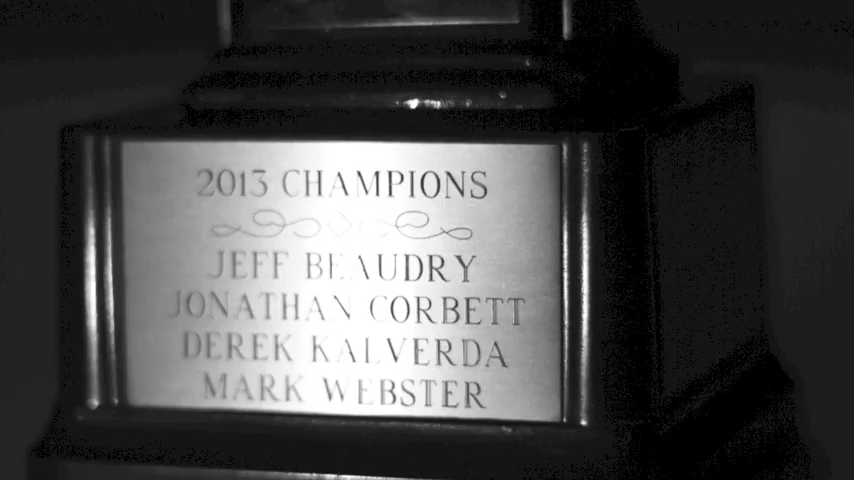 2013 CHAMPIONS
JEFF BEAUDRY
JONATHAN CORBETT
DEREK KALVERDA
MARK WEBSTER